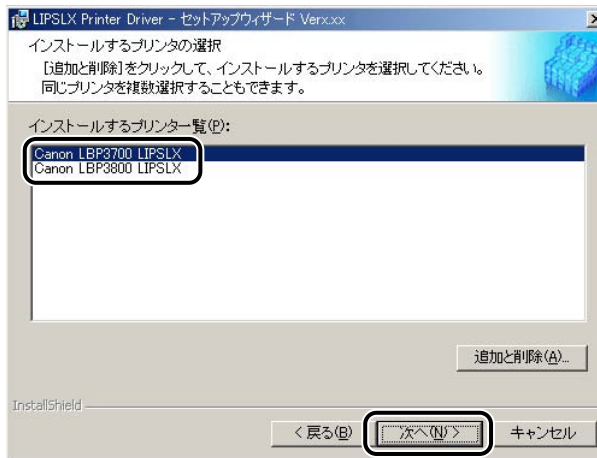 LIPSLX Printer Driver - セットアップウィザード Verx.xx
インストールするプリンタの選択
[追加と削除]をクリックして、インストールするプリンタを選択してください。
同じプリンタを複数選択することもできます。
インストールするプリンター覧(P):
Canon LBP3700 LIPSLX
Canon LBP3800 LIPSLX
追加と削除(A)...
InstallShield
< 戻る(B)
次へ(N) >
キャンセル